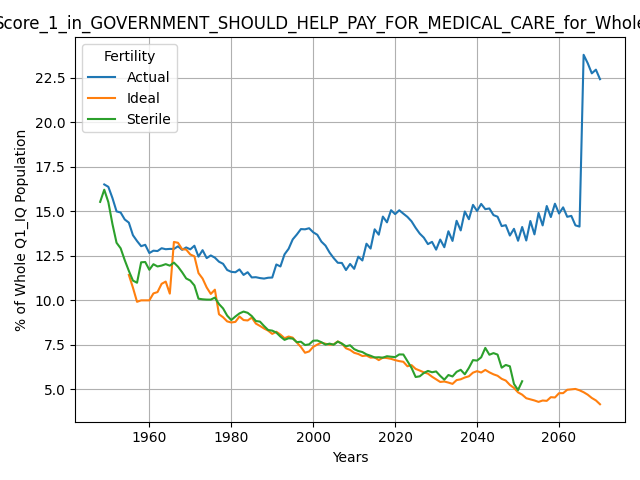 Score_1_in_GOVERNMENT_SHOULD_HELP_PAY_FOR_MEDICAL_CARE_for_Whole
Fertility
Actual
Ideal
Sterile
% of Whole Q1_IQ Population
22.5
20.0
17.5
15.0
12.5
10.0
7.5
5.0
1960 1980 2000 2020 2040 2060
Years